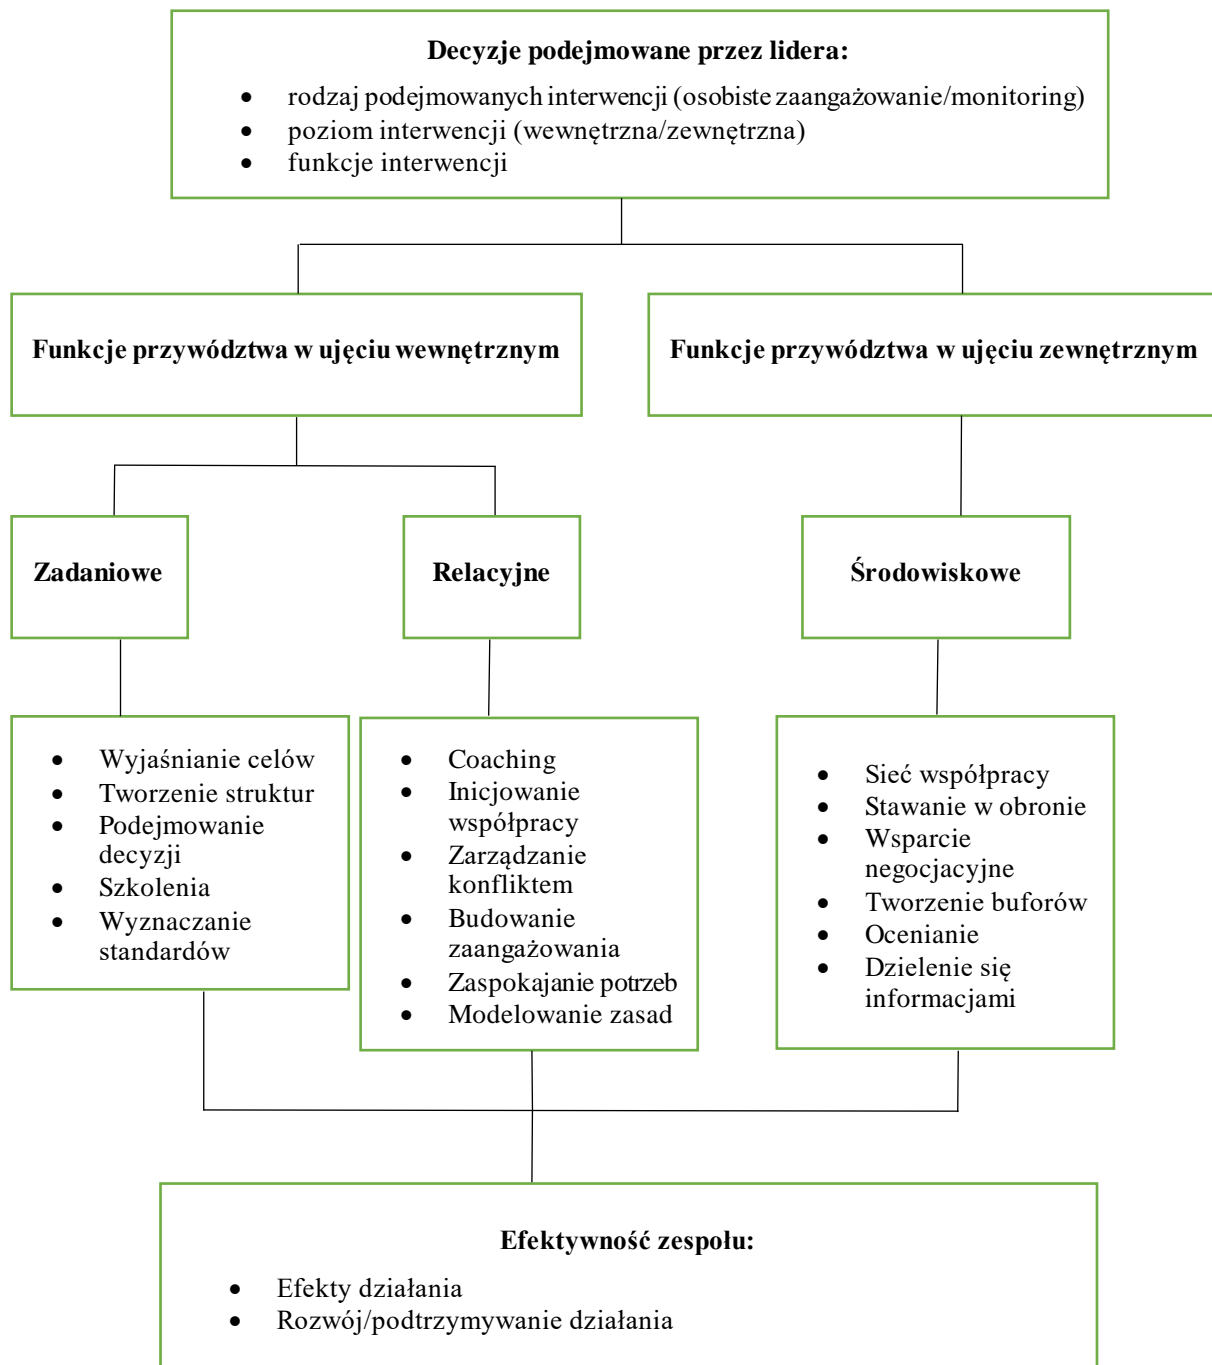 Decyzje podejmowane przez lidera:
• rodzaj podejmowanych interwencji (osobiste zaangażowanie/monitoring)
• poziom interwencji (wewnętrzna/zewnętrzna)
• funkcje interwencji
Funkcje przywództwa w ujęciu wewnętrznym
Funkcje przywództwa w ujęciu zewnętrznym
Zadaniowe
Relacyjne
Środowiskowe
• Wyjaśnianie celów
• Tworzenie struktur
• Podejmowanie
decyzji
• Szkolenia
• Wyznaczanie
standardów
• Coaching
• Inicjowanie
współpracy
• Zarządzanie
konfliktem
• Budowanie
zaangażowania
• Zaspokajanie potrzeb
• Modelowanie zasad
• Sieć współpracy
• Stawanie w obronie
• Wsparcie
negocjacyjne
• Tworzenie buforów
• Ocenianie
• Dzielenie się
informacjami
Efektywność zespołu:
• Efekty działania
• Rozwój/podtrzymywanie działania